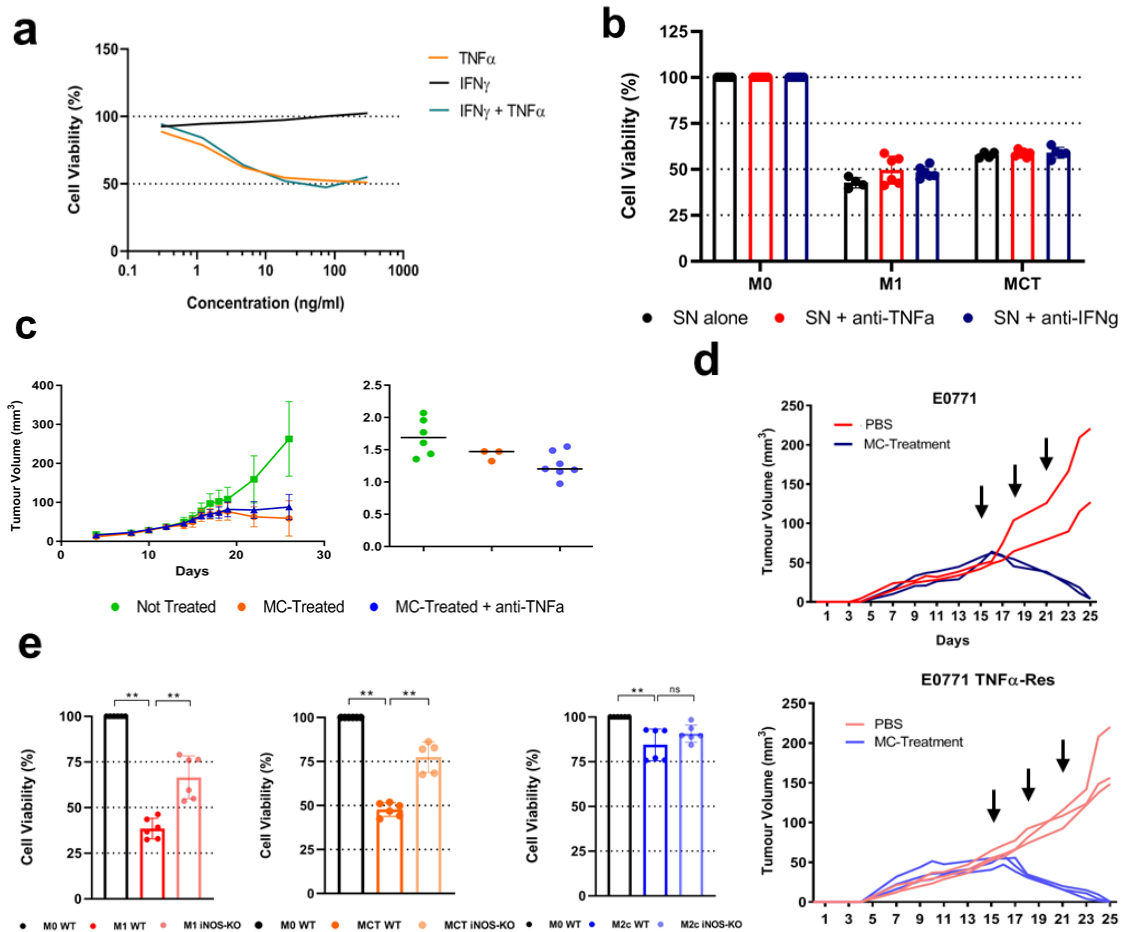 a
150
100
50
0
Cell Viability (%)
0.1 1 10 100 1000
Concentration (ng/ml)
TNFα
IFNγ
IFNγ + TNFα
b
125
100
75
50
25
0
Cell Viability (%)
M0 M1 MCT
SN alone SN + anti-TNFa SN + anti-IFNg
c
400
300
200
100
0
Tumour Volume (mm³)
0 10 20 30
Days
2.5
2.0
1.5
1.0
0.5
0.0
Not Treated MC-Treated MC-Treated + anti-TNFa
d
E0771
250
200
150
100
50
0
Tumour Volume (mm³)
PBS
MC-Treatment
1 3 5 7 9 11 13 15 17 19 21 23 25
Days
E0771 TNFα-Res
250
200
150
100
50
0
Tumour Volume (mm³)
PBS
MC-Treatment
1 3 5 7 9 11 13 15 17 19 21 23 25
e
** **
100
75
50
25
0
Cell Viability (%)
M0 WT M1 WT M1 iNOS-KO
** **
100
75
50
25
0
Cell Viability (%)
M0 WT MCT WT MCT iNOS-KO
** ns
100
75
50
25
0
Cell Viability (%)
M0 WT M2c WT M2c iNOS-KO